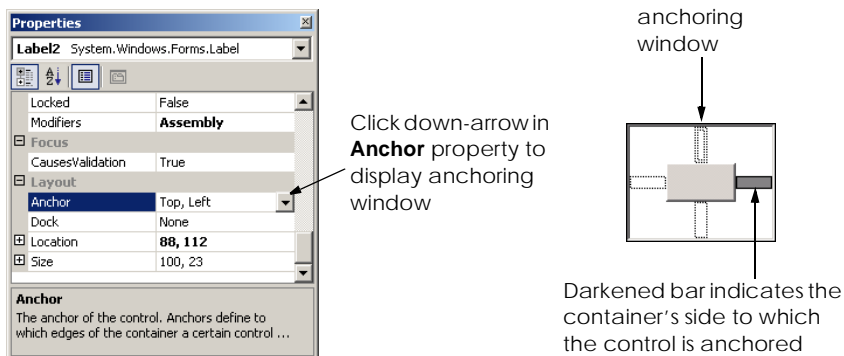 Properties
Label2 System.Windows.Forms.Label
Locked False
Modifiers Assembly
Focus
CausesValidation True
Layout
Anchor Top, Left
Dock None
Location 88, 112
Size 100, 23
Anchor
The anchor of the control. Anchors define to
which edges of the container a certain control ...
Click down-arrow in
Anchor property to
display anchoring
window
anchoring
window
Darkened bar indicates the
container's side to which
the control is anchored